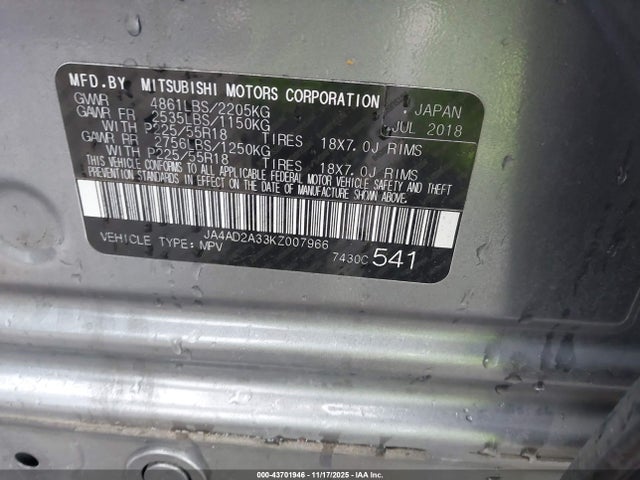 MFD.BY MITSUBISHI MOTORS CORPORATION
GVWR 4861LBS/2205KG JAPAN
GAWR FR 2535LBS/1150KG JUL 2018
WITH P225/55R18 TIRES 18X7.0J RIMS
GAWR RR 2756LBS/1250KG
WITH P225/55R18 TIRES 18X7.0J RIMS
THIS VEHICLE CONFORMS TO ALL APPLICABLE FEDERAL MOTOR VEHICLE SAFETY AND THEFT
PREVENTION STANDARDS IN EFFECT ON THE DATE OF MANUFACTURE SHOWN ABOVE.
JA4AD2A33KZ007966
VEHICLE TYPE: MPV 7430C 541
000-43701946 - 11/17/2025 - IAA Inc.